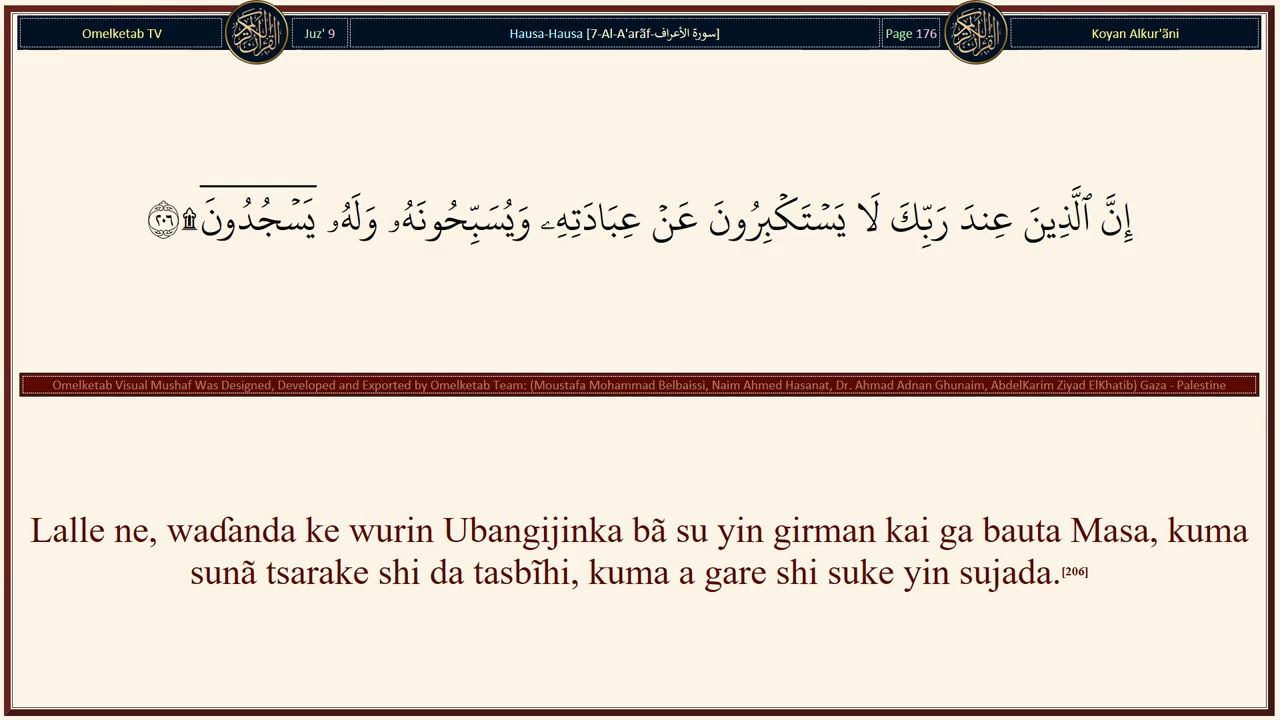 Omelketab TV
Juz' 9
Hausa-Hausa [7-Al-A'arãf-سورة الأعراف]
Page 176
Koyan Alƙur'ãni
إِنَّ ٱلَّذِينَ عِندَ رَبِّكَ لَا يَسۡتَكۡبِرُونَ عَنۡ عِبَادَتِهِۦ وَيُسَبِّحُونَهُۥ وَلَهُۥ يَسۡجُدُونَۤ۩ ٢٠٦
Omelketab Visual Mushaf Was Designed, Developed and Exported by Omelketab Team: (Moustafa Mohammad Belbaissi, Naim Ahmed Hasanat, Dr. Ahmad Adnan Ghunaim, AbdelKarim Ziyad ElKhatib) Gaza - Palestine
Lalle ne, waɗanda ke wurin Ubangijinka bã su yin girman kai ga bauta Masa, kuma
sunã tsarake shi da tasbĩhi, kuma a gare shi suke yin sujada.[206]